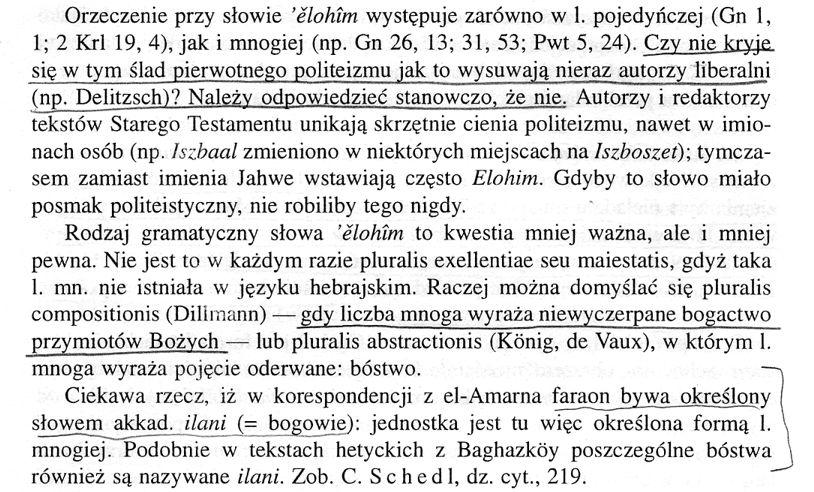 Orzeczenie przy słowie ’ĕlohîm występuje zarówno w l. pojedyńczej (Gn 1,
1; 2 Krl 19, 4), jak i mnogiej (np. Gn 26, 13; 31, 53; Pwt 5, 24). Czy nie kryje
się w tym ślad pierwotnego politeizmu jak to wysuwają nieraz autorzy liberalni
(np. Delitzsch)? Należy odpowiedzieć stanowczo, że nie. Autorzy i redaktorzy
tekstów Starego Testamentu unikają skrzętnie cienia politeizmu, nawet w imio-
nach osób (np. Iszbaal zmieniono w niektórych miejscach na Iszboszet); tymcza-
sem zamiast imienia Jahwe wstawiają często Elohim. Gdyby to słowo miało
posmak politeistyczny, nie robiliby tego nigdy.
Rodzaj gramatyczny słowa ’ĕlohîm to kwestia mniej ważna, ale i mniej
pewna. Nie jest to w każdym razie pluralis exellentiae seu maiestatis, gdyż taka
l. mn. nie istniała w języku hebrajskim. Raczej można domyślać się pluralis
compositionis (Dillmann) — gdy liczba mnoga wyraża niewyczerpane bogactwo
przymiotów Bożych — lub pluralis abstractionis (König, de Vaux), w którym l.
mnoga wyraża pojęcie oderwane: bóstwo.
Ciekawa rzecz, iż w korespondencji z el-Amarna faraon bywa określony
słowem akkad. ilani (= bogowie): jednostka jest tu więc określona formą l.
mnogiej. Podobnie w tekstach hetyckich z Baghazköy poszczególne bóstwa
również są nazywane ilani. Zob. C. Schedl, dz. cyt., 219.